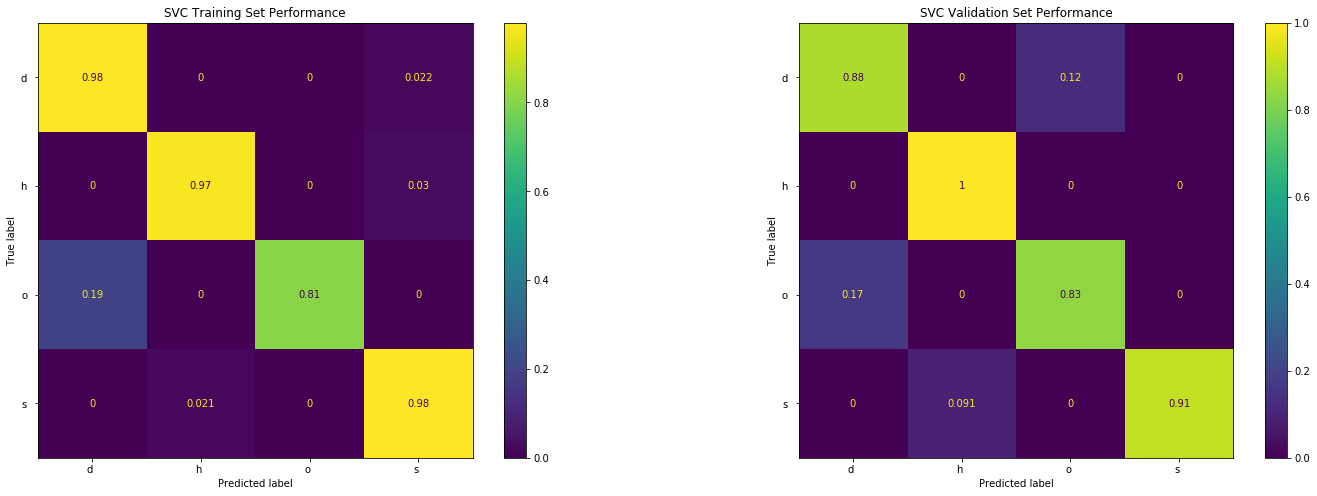 SVC Training Set Performance
True label
d
0.98
0
0
0.022
h
0
0.97
0
0.03
o
0.19
0
0.81
0
s
0
0.021
0
0.98
d
h
o
s
Predicted label
0.8
0.6
0.4
0.2
0.0
SVC Validation Set Performance
True label
d
0.88
0
0.12
0
h
0
1
0
0
o
0.17
0
0.83
0
s
0
0.091
0
0.91
d
h
o
s
Predicted label
1.0
0.8
0.6
0.4
0.2
0.0